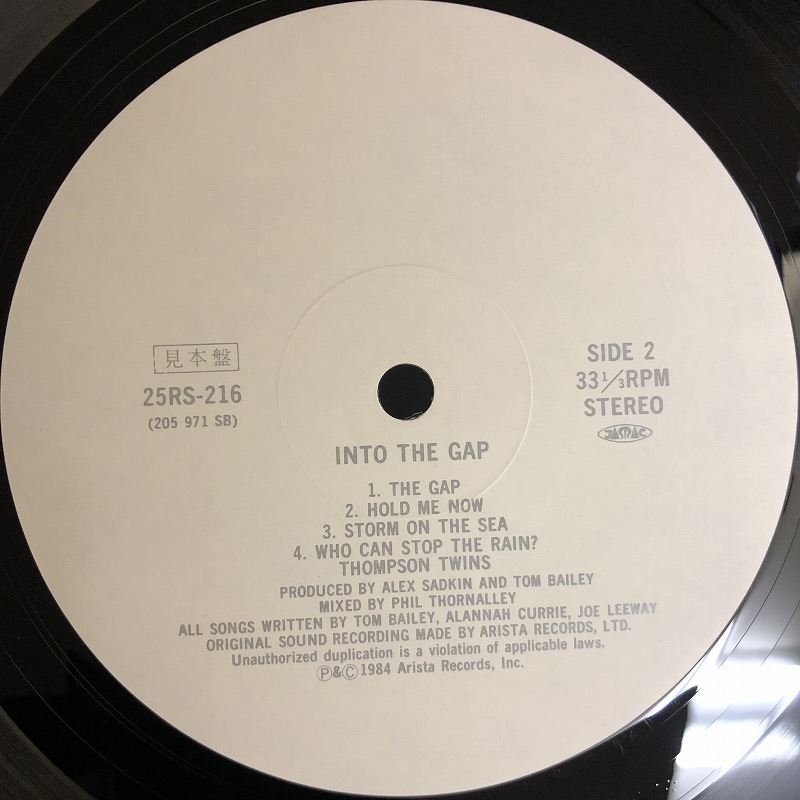 見本盤
25RS-216
(205 971 SB)
SIDE 2
33 1/3 RPM
STEREO
JASRAC
INTO THE GAP
1. THE GAP
2. HOLD ME NOW
3. STORM ON THE SEA
4. WHO CAN STOP THE RAIN?
THOMPSON TWINS
PRODUCED BY ALEX SADKIN AND TOM BAILEY
MIXED BY PHIL THORNALLEY
ALL SONGS WRITTEN BY TOM BAILEY, ALANNAH CURRIE, JOE LEEWAY
ORIGINAL SOUND RECORDING MADE BY ARISTA RECORDS, LTD.
Unauthorized duplication is a violation of applicable laws.
Ⓟ&Ⓒ1984 Arista Records, Inc.